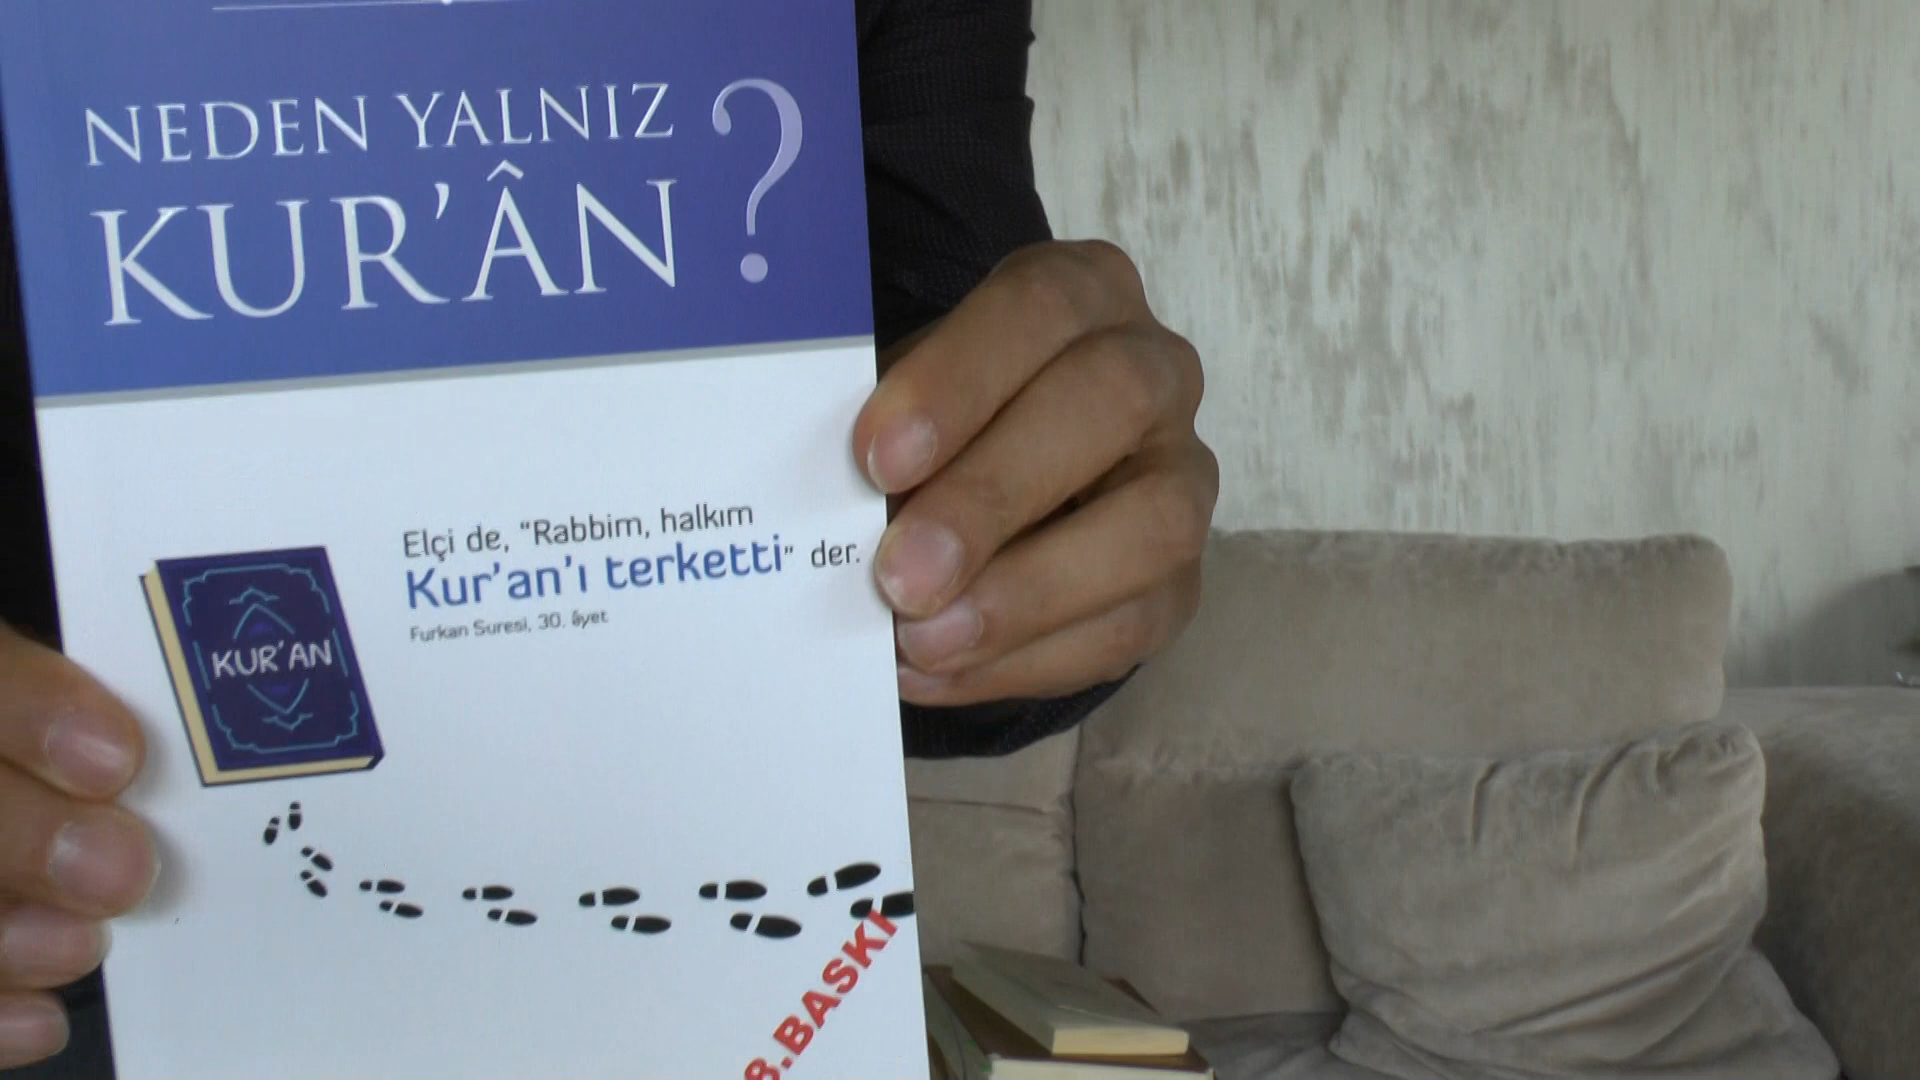 NEDEN YALNIZ
KUR'ÂN?
Elçi de, "Rabbim, halkım
Kur'an'ı terketti" der.
Furkan Suresi, 30. âyet
KUR'AN
8.BASKI